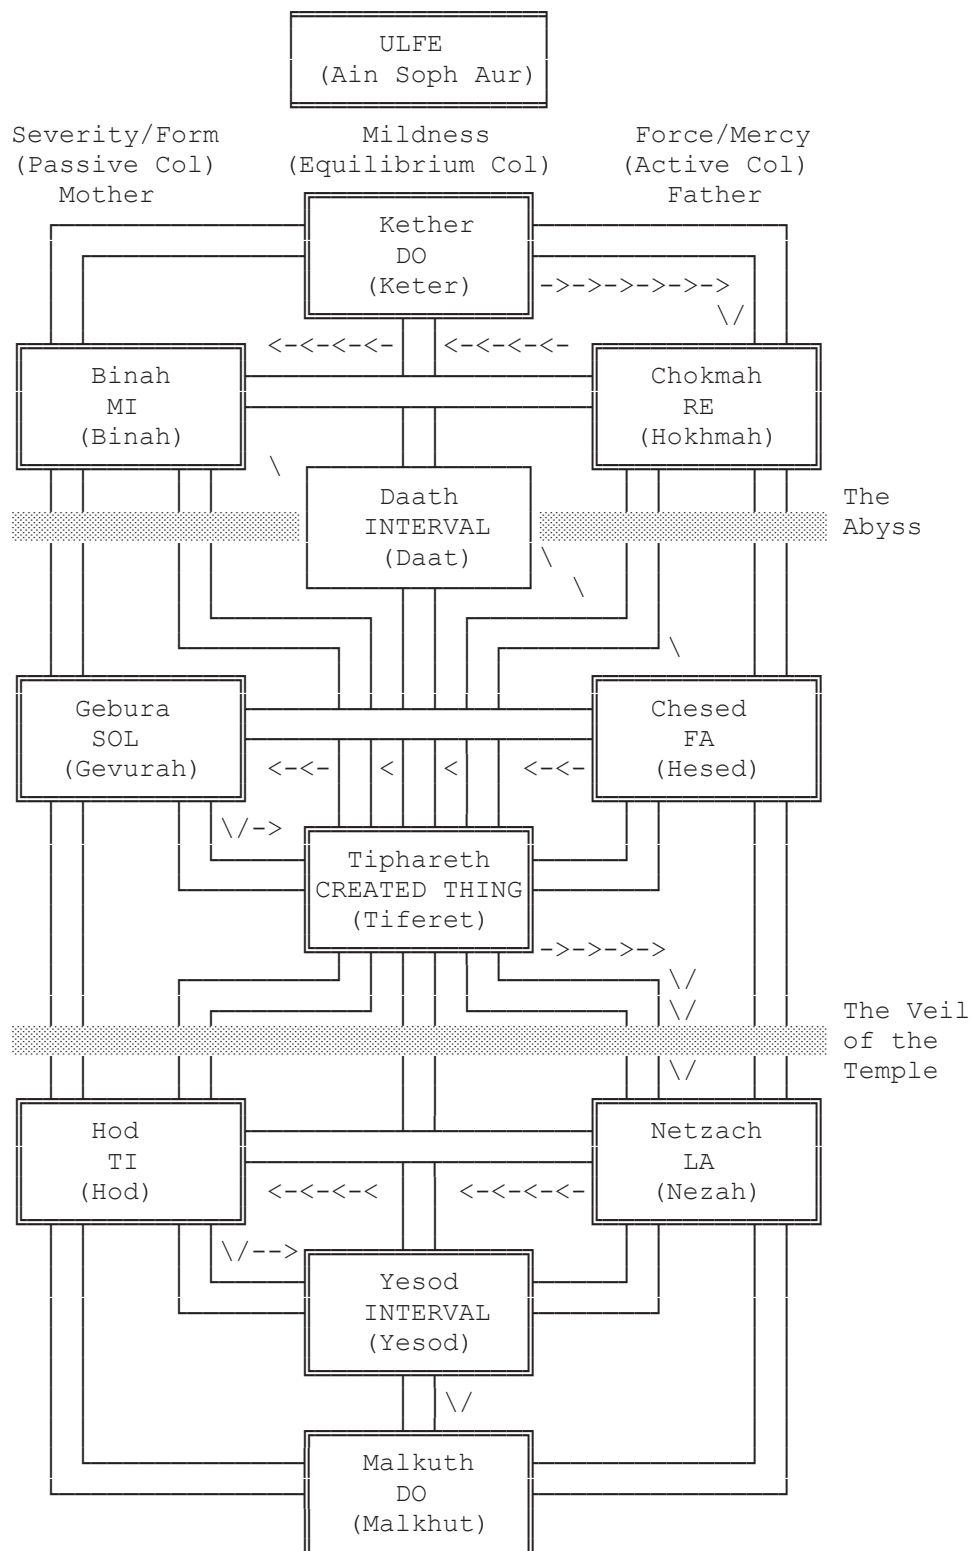 ULFE
(Ain Soph Aur)
Severity/Form Mildness Force/Mercy
(Passive Col) (Equilibrium Col) (Active Col)
Mother Father
Kether
DO
(Keter) ->->->->->->
\/
<-<-<-<- <-<-<-<-
Binah Chokmah
MI RE
(Binah) (Hokhmah)
\
Daath The
INTERVAL Abyss
(Daat) \
\
\
Gebura Chesed
SOL FA
(Gevurah) <-<- < < <-<- (Hesed)
\/->
Tiphareth
CREATED THING
(Tiferet)
->->->->
\/
\/ The Veil
of the
\/ Temple
Hod Netzach
TI LA
(Hod) <-<-<-< <-<-<-<- (Nezah)
\/-->
Yesod
INTERVAL
(Yesod)
\/
Malkuth
DO
(Malkhut)